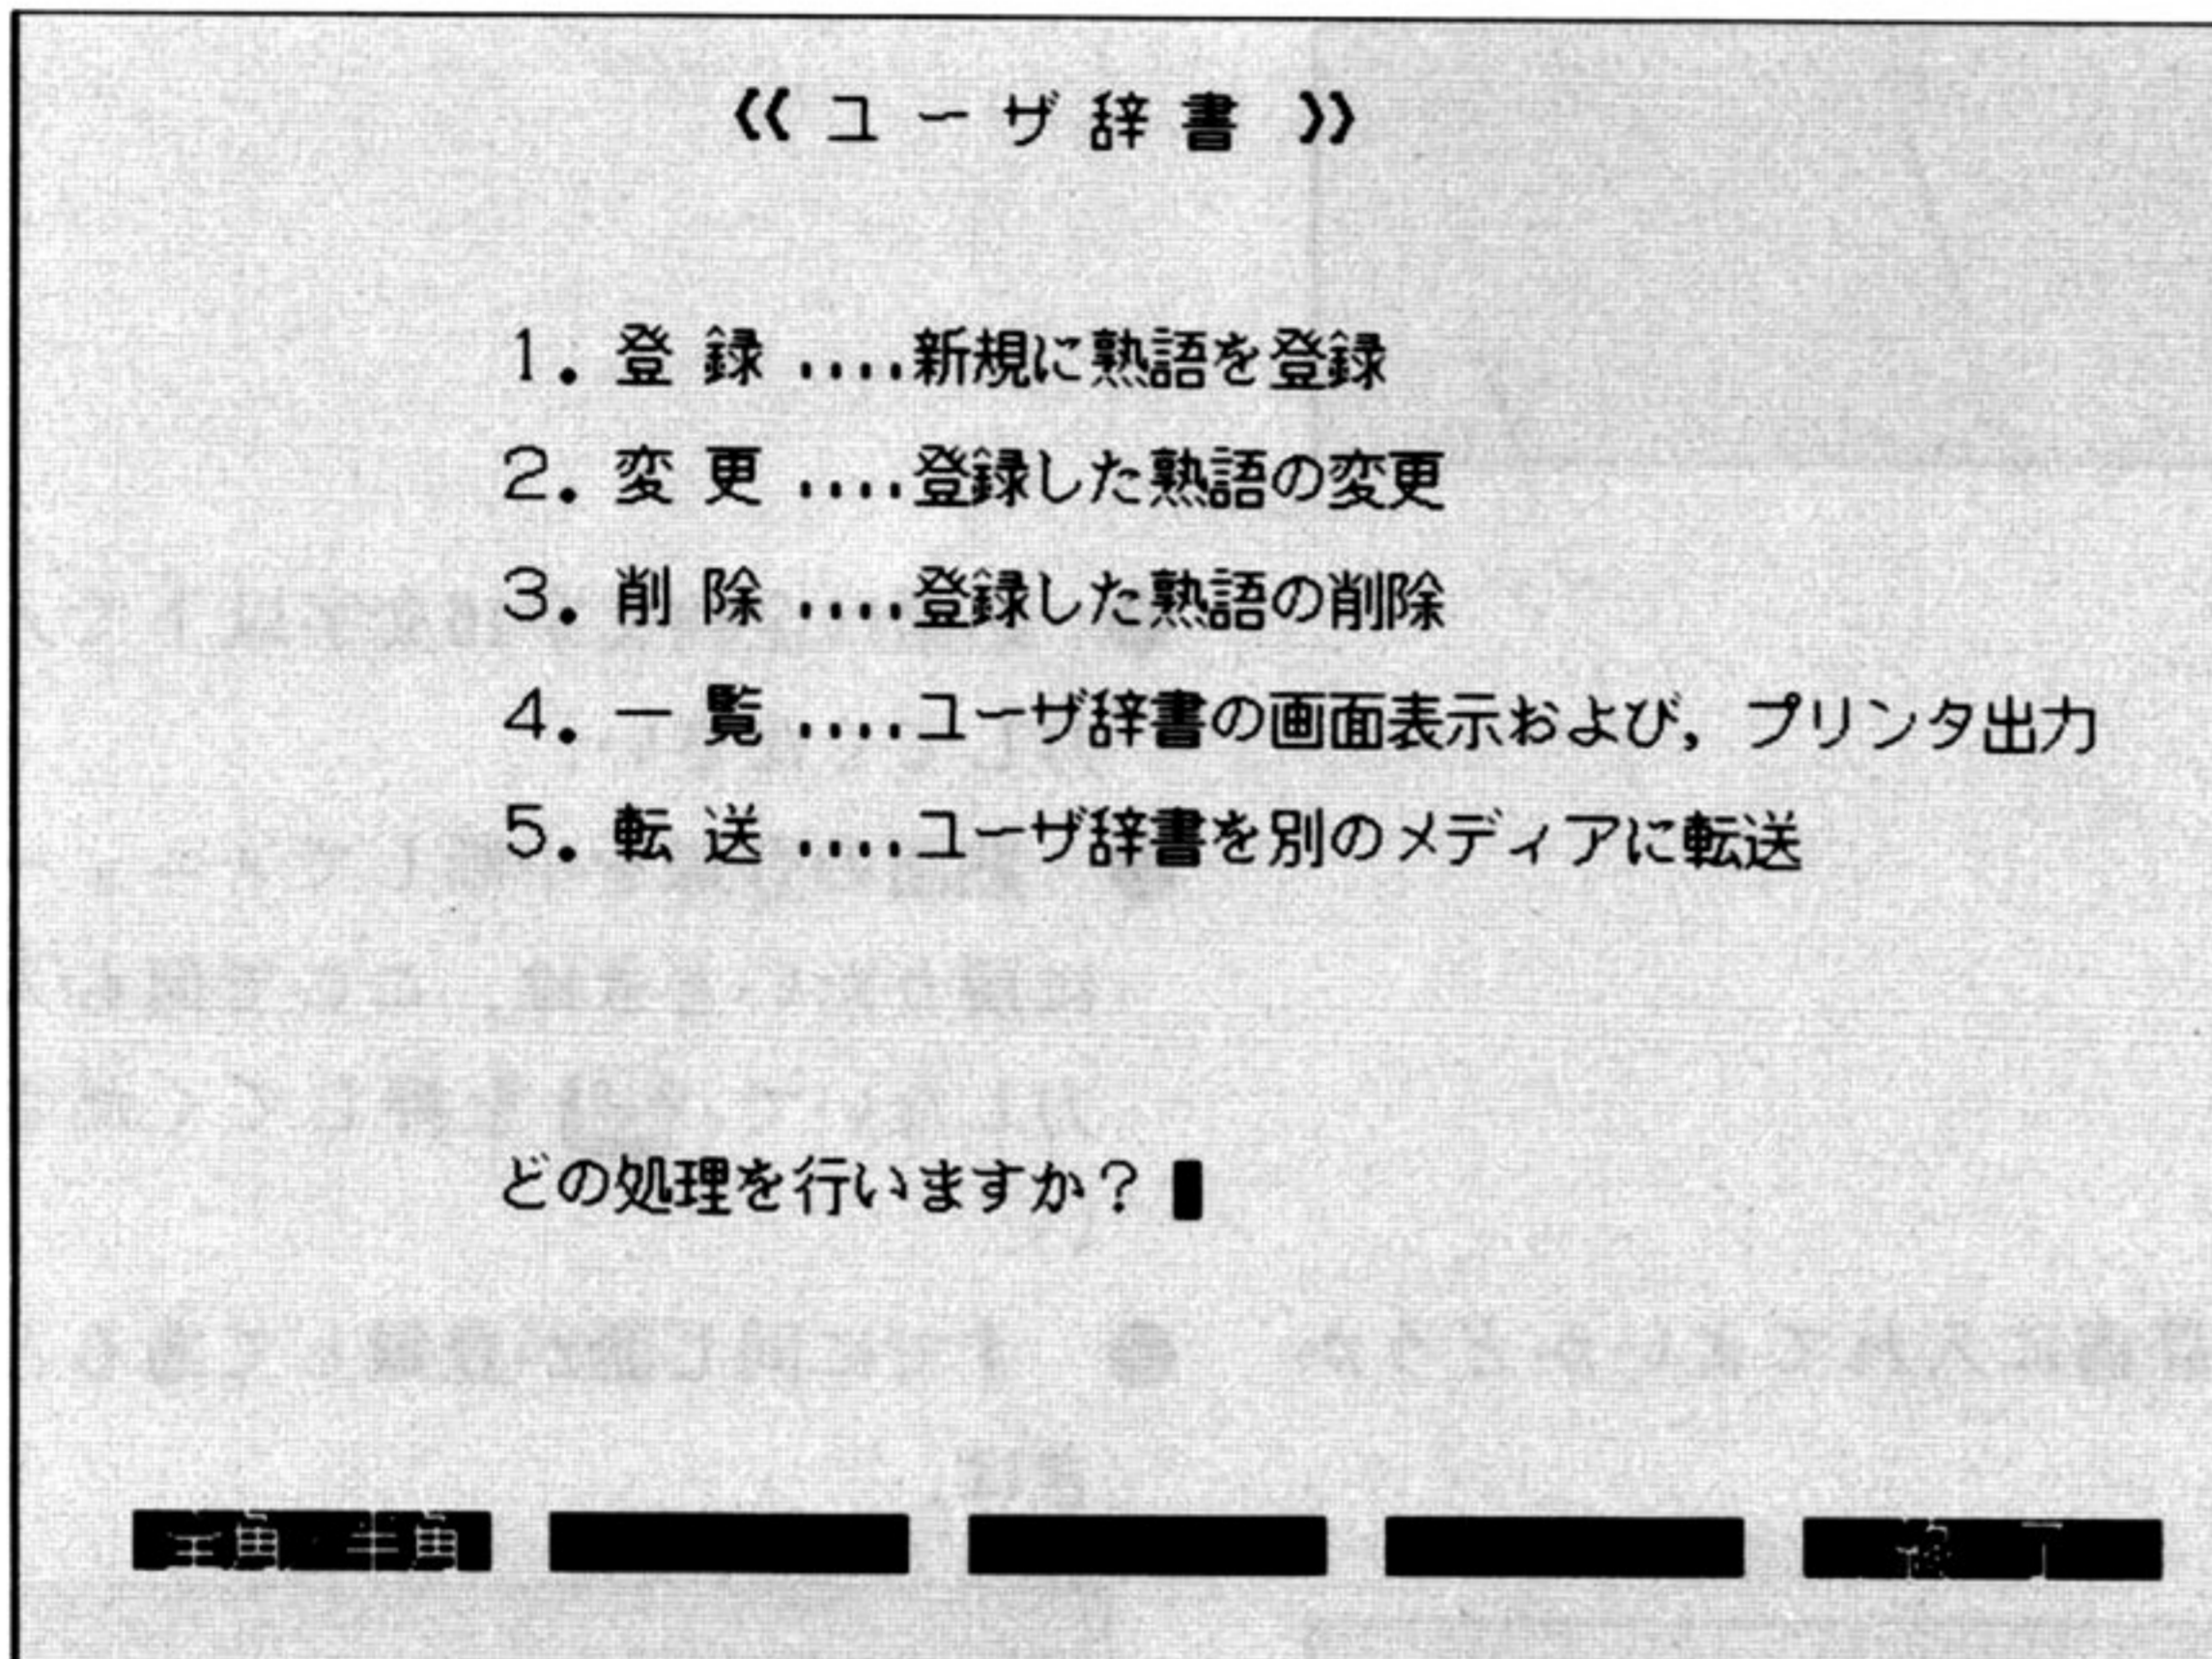 《 ユ ー ザ 辞 書 》
1. 登 録 ....新規に熟語を登録
2. 変 更 ....登録した熟語の変更
3. 削 除 ....登録した熟語の削除
4. 一 覧 ....ユーザ辞書の画面表示および，プリンタ出力
5. 転 送 ....ユーザ辞書を別のメディアに転送
どの処理を行いますか？
全角・半角 終 了